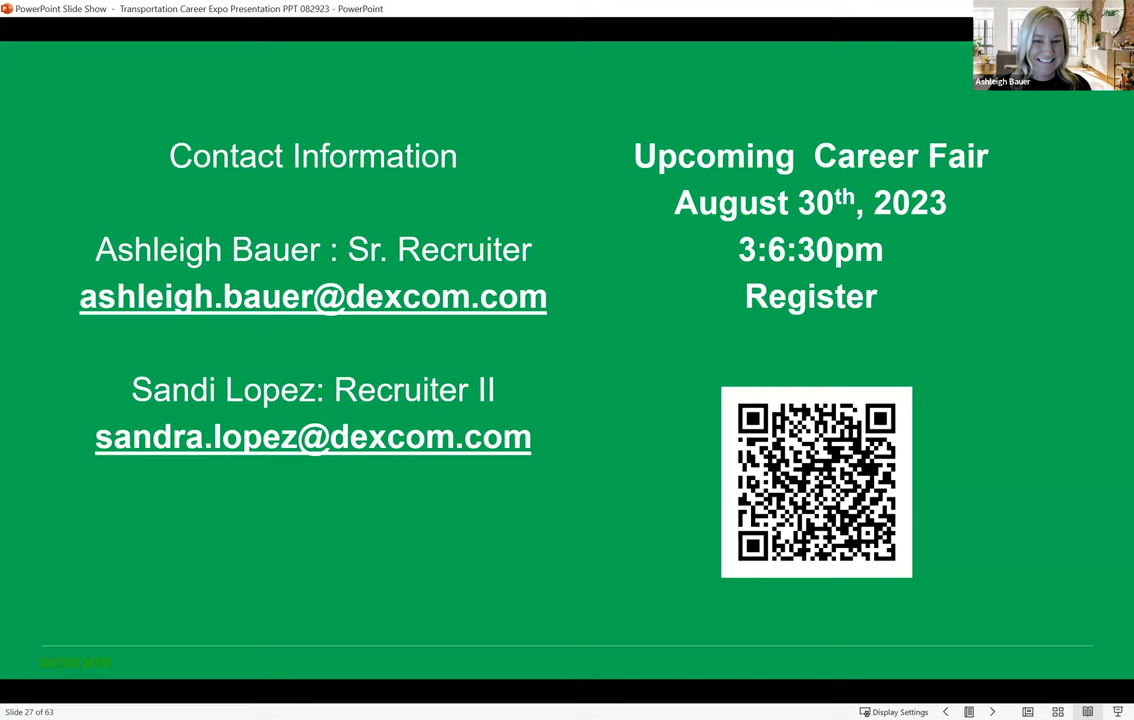 PowerPoint Slide Show - Transportation Career Expo Presentation PPT 082923 - PowerPoint
Ashleigh Bauer
Contact Information
Ashleigh Bauer : Sr. Recruiter
ashleigh.bauer@dexcom.com
Sandi Lopez: Recruiter II
sandra.lopez@dexcom.com
Upcoming  Career Fair
August 30th, 2023
3:6:30pm
Register
dexcom
Slide 27 of 63
Display Settings